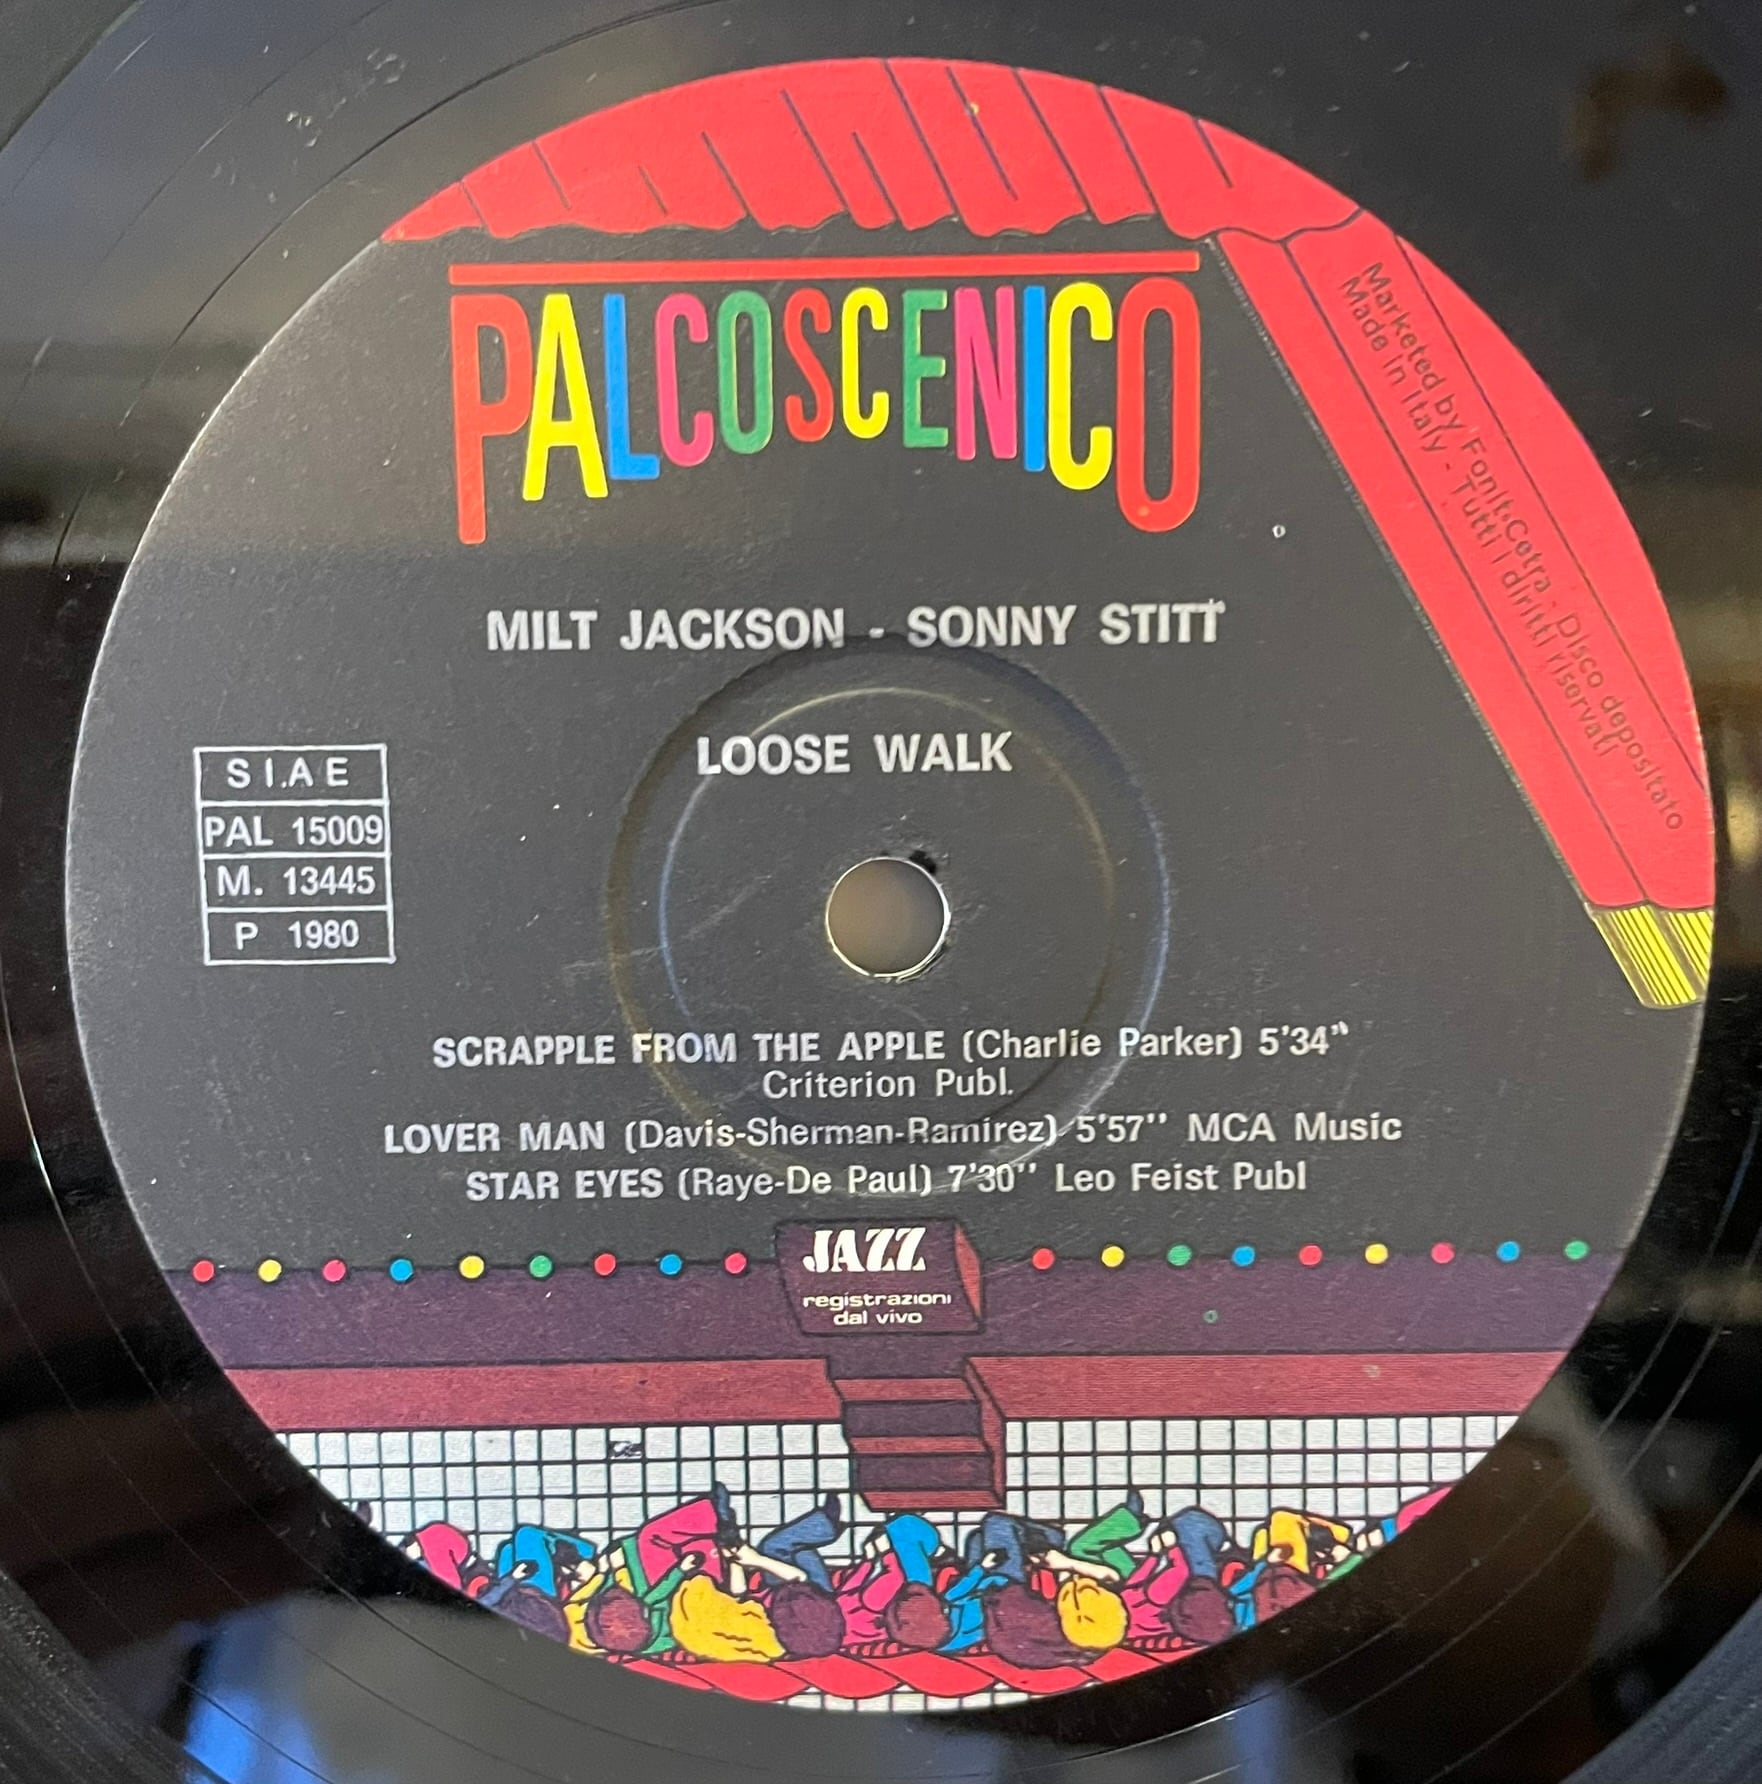 PALCOSCENICO
Marketed by Fonit-Cetra - Disco depositato
Made in Italy - Tutti i diritti riservati
MILT JACKSON - SONNY STITT
LOOSE WALK
S I.A E
PAL 15009
M. 13445
P 1980
SCRAPPLE FROM THE APPLE (Charlie Parker) 5'34"
Criterion Publ.
LOVER MAN (Davis-Sherman-Ramirez) 5'57'' MCA Music
STAR EYES (Raye-De Paul) 7'30'' Leo Feist Publ
JAZZ
registrazioni
dal vivo